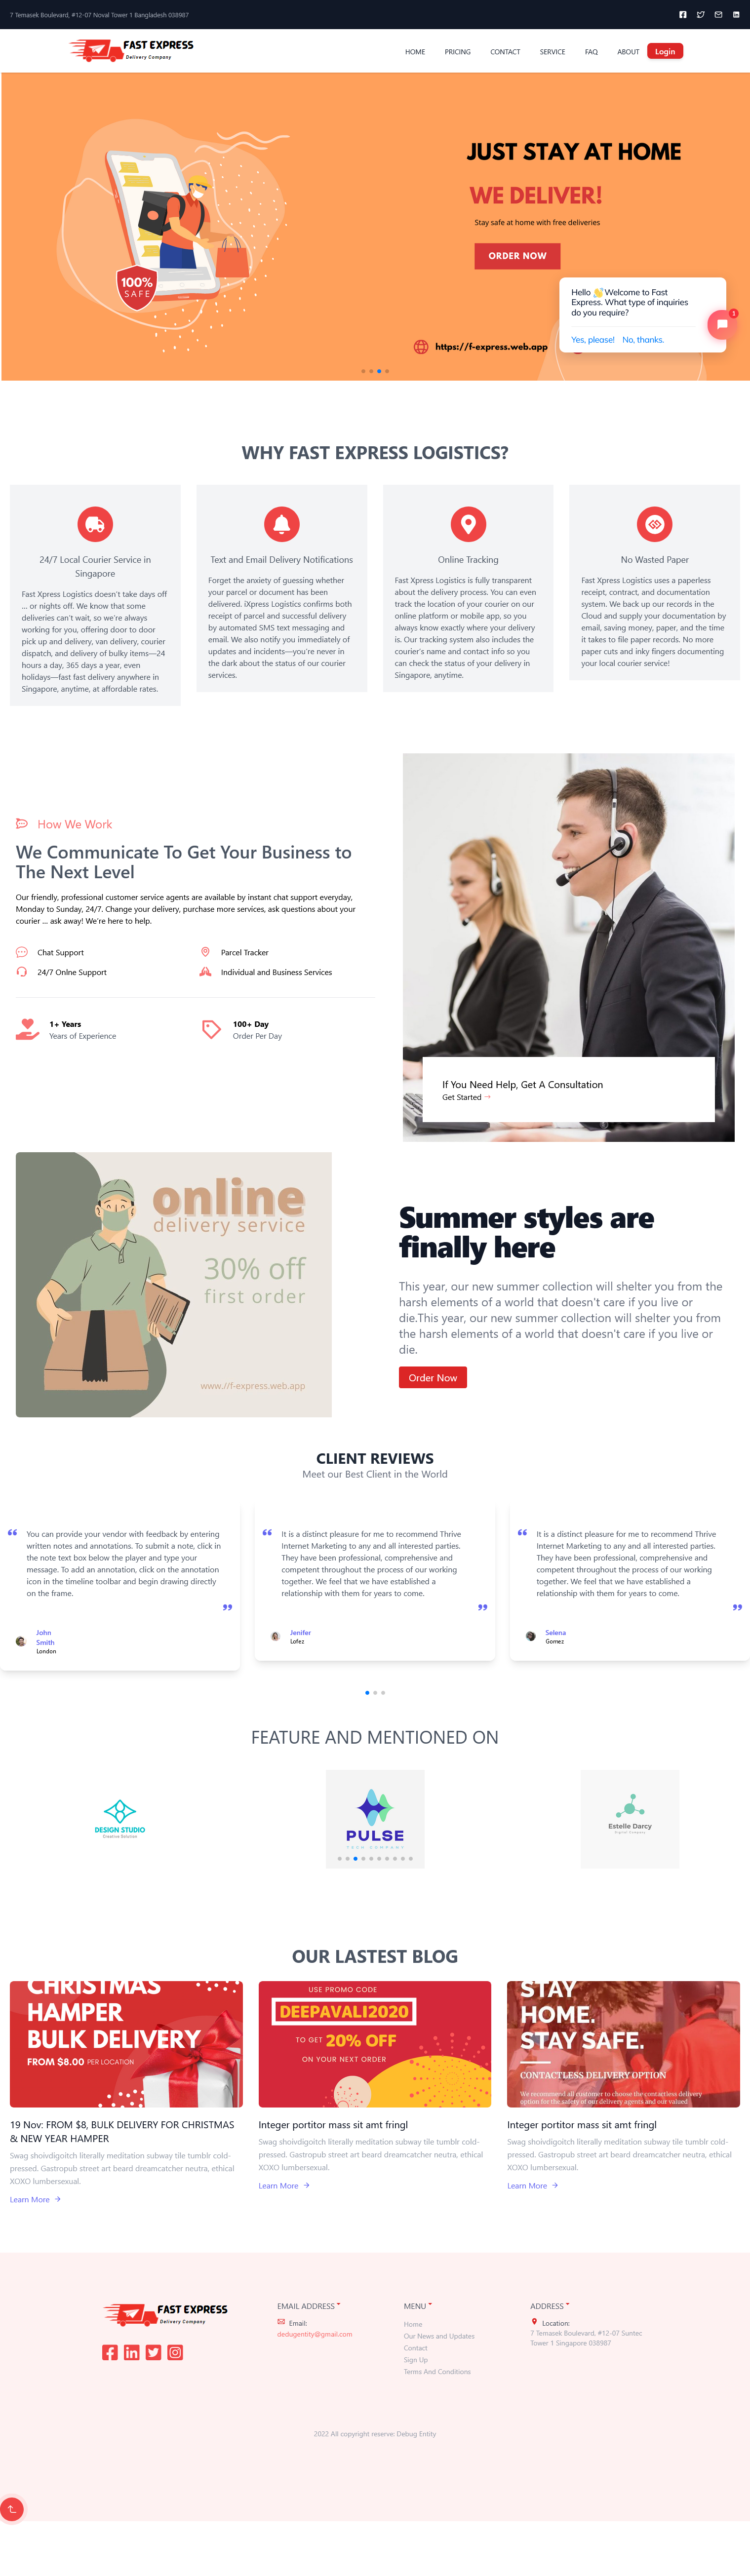 7 Temasek Boulevard, #12-07 Noval Tower 1 Bangladesh 038987
FAST EXPRESS
Delivery Company
HOME PRICING CONTACT SERVICE FAQ ABOUT Login
JUST STAY AT HOME
WE DELIVER!
Stay safe at home with free deliveries
ORDER NOW
100%
SAFE
Hello 👋 Welcome to Fast
Express. What type of inquiries
do you require?
1
Yes, please! No, thanks.
https://f-express.web.app
WHY FAST EXPRESS LOGISTICS?
24/7 Local Courier Service in
Singapore
Fast Xpress Logistics doesn't take days off
... or nights off. We know that some
deliveries can't wait, so we're always
working for you, offering door to door
pick up and delivery, van delivery, courier
dispatch, and delivery of bulky items—24
hours a day, 365 days a year, even
holidays—fast fast delivery anywhere in
Singapore, anytime, at affordable rates.
Text and Email Delivery Notifications
Forget the anxiety of guessing whether
your parcel or document has been
delivered. iXpress Logistics confirms both
receipt of parcel and successful delivery
by automated SMS text messaging and
email. We also notify you immediately of
updates and incidents—you're never in
the dark about the status of our courier
services.
Online Tracking
Fast Xpress Logistics is fully transparent
about the delivery process. You can even
track the location of your courier on our
online platform or mobile app, so you
always know exactly where your delivery
is. Our tracking system also includes the
courier's name and contact info so you
can check the status of your delivery in
Singapore, anytime.
No Wasted Paper
Fast Xpress Logistics uses a paperless
receipt, contract, and documentation
system. We back up our records in the
Cloud and supply your documentation by
email, saving money, paper, and the time
it takes to file paper records. No more
paper cuts and inky fingers documenting
your local courier service!
How We Work
We Communicate To Get Your Business to
The Next Level
Our friendly, professional customer service agents are available by instant chat support everyday,
Monday to Sunday, 24/7. Change your delivery, purchase more services, ask questions about your
courier ... ask away! We're here to help.
Chat Support
Parcel Tracker
24/7 Onlne Support
Individual and Business Services
1+ Years
Years of Experience
100+ Day
Order Per Day
If You Need Help, Get A Consultation
Get Started →
online
delivery service
30% off
first order
www.//f-express.web.app
Summer styles are
finally here
This year, our new summer collection will shelter you from the
harsh elements of a world that doesn't care if you live or
die.This year, our new summer collection will shelter you from
the harsh elements of a world that doesn't care if you live or
die.
Order Now
CLIENT REVIEWS
Meet our Best Client in the World
You can provide your vendor with feedback by entering
written notes and annotations. To submit a note, click in
the note text box below the player and type your
message. To add an annotation, click on the annotation
icon in the timeline toolbar and begin drawing directly
on the frame.
John
Smith
London
It is a distinct pleasure for me to recommend Thrive
Internet Marketing to any and all interested parties.
They have been professional, comprehensive and
competent throughout the process of our working
together. We feel that we have established a
relationship with them for years to come.
Jenifer
Lofez
It is a distinct pleasure for me to recommend Thrive
Internet Marketing to any and all interested parties.
They have been professional, comprehensive and
competent throughout the process of our working
together. We feel that we have established a
relationship with them for years to come.
Selena
Gomez
FEATURE AND MENTIONED ON
DESIGN STUDIO
Creative Solution
PULSE
TECH COMPANY
Estelle Darcy
Digital Company
OUR LASTEST BLOG
CHRISTMAS
HAMPER
BULK DELIVERY
FROM $8.00 PER LOCATION
19 Nov: FROM $8, BULK DELIVERY FOR CHRISTMAS
& NEW YEAR HAMPER
Swag shoivdigoitch literally meditation subway tile tumblr cold-
pressed. Gastropub street art beard dreamcatcher neutra, ethical
XOXO lumbersexual.
Learn More →
USE PROMO CODE
DEEPAVALI2020
TO GET 20% OFF
ON YOUR NEXT ORDER
Integer portitor mass sit amt fringl
Swag shoivdigoitch literally meditation subway tile tumblr cold-
pressed. Gastropub street art beard dreamcatcher neutra, ethical
XOXO lumbersexual.
Learn More →
STAY
HOME.
STAY SAFE.
CONTACTLESS DELIVERY OPTION
We recommend all customer to choose the contactless delivery
option for the safety of our delivery agents and our valued
Integer portitor mass sit amt fringl
Swag shoivdigoitch literally meditation subway tile tumblr cold-
pressed. Gastropub street art beard dreamcatcher neutra, ethical
XOXO lumbersexual.
Learn More →
FAST EXPRESS
Delivery Company
EMAIL ADDRESS
Email:
dedugentity@gmail.com
MENU
Home
Our News and Updates
Contact
Sign Up
Terms And Conditions
ADDRESS
Location:
7 Temasek Boulevard, #12-07 Suntec
Tower 1 Singapore 038987
2022 All copyright reserve: Debug Entity